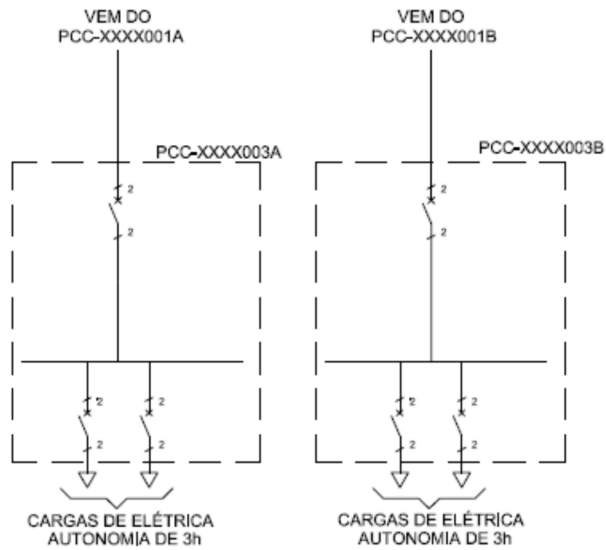 VEM DO
PCC-XXXX001A
VEM DO
PCC-XXXX001B
PCC-XXXX003A
PCC-XXXX003B
2
2
2
2
2
2
2
2
2
2
2
2
CARGAS DE ELÉTRICA
AUTONOMIA DE 3h
CARGAS DE ELÉTRICA
AUTONOMIA DE 3h